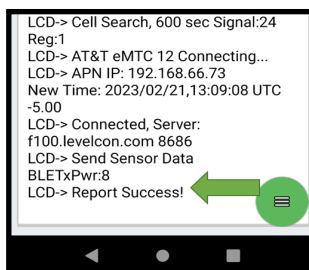 LCD-> Cell Search, 600 sec Signal:24
Reg:1
LCD-> AT&T eMTC 12 Connecting...
LCD-> APN IP: 192.168.66.73
New Time: 2023/02/21,13:09:08 UTC
-5.00
LCD-> Connected, Server:
f100.levelcon.com 8686
LCD-> Send Sensor Data
BLETxPwr:8
LCD-> Report Success!